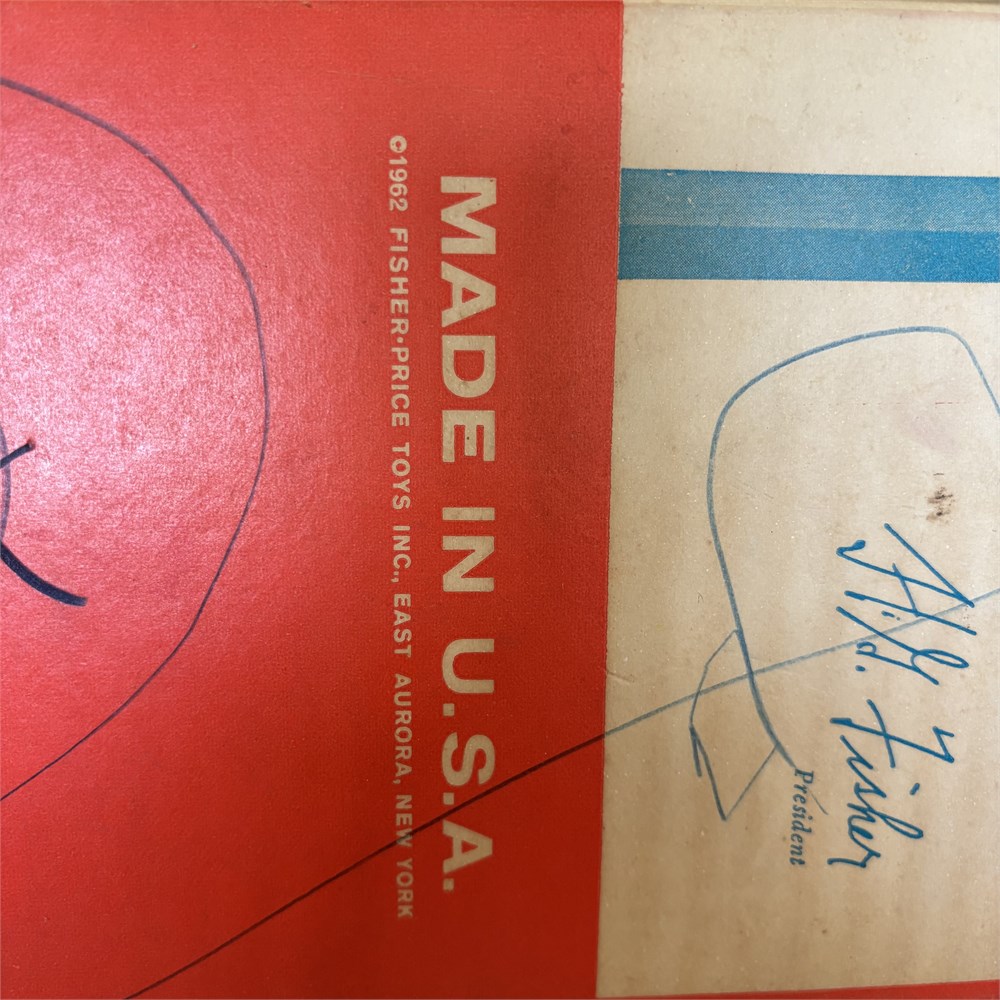 H.G. Fisher
President
MADE IN U.S.A.
©1962 FISHER·PRICE TOYS INC., EAST AURORA, NEW YORK